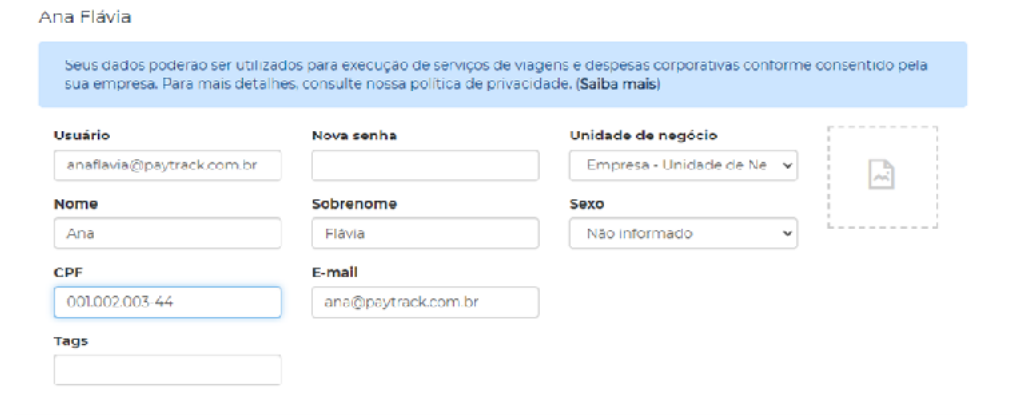 Ana Flávia
Seus dados poderão ser utilizados para execução de serviços de viagens e despesas corporativas conforme consentido pela
sua empresa. Para mais detalhes, consulte nossa política de privacidade. (Saiba mais)
Usuário
Nova senha
Unidade de negócio
anaflavia@paytrack.com.br
Empresa - Unidade de Ne
Nome
Sobrenome
Sexo
Ana
Flávia
Não informado
CPF
E-mail
001.002.003-44
ana@paytrack.com.br
Tags